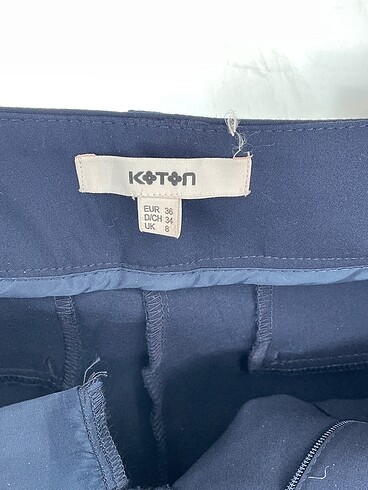 KOTON
EUR 36
D/CH 34
UK 8